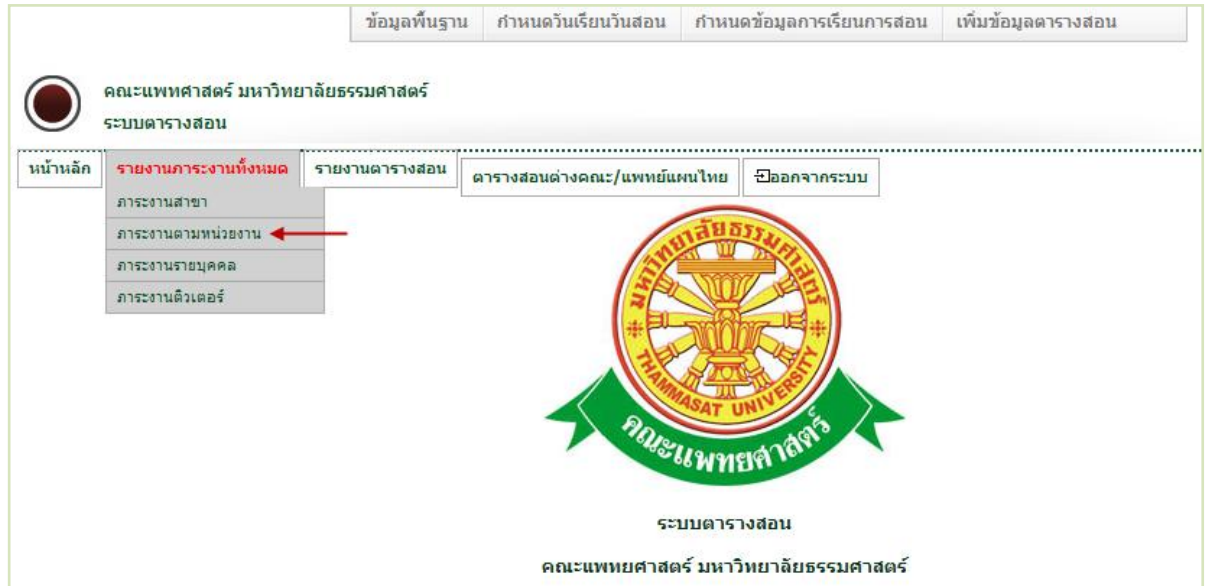 ข้อมูลพื้นฐาน กำหนดวันเรียนวันสอน กำหนดข้อมูลการเรียนการสอน เพิ่มข้อมูลตารางสอน
คณะแพทศาสตร์ มหาวิทยาลัยธรรมศาสตร์
ระบบตารางสอน
หน้าหลัก รายงานภาระงานทั้งหมด รายงานตารางสอน ตารางสอนต่างคณะ/แพทย์แผนไทย ออกจากระบบ
ภาระงานสาขา
ภาระงานตามหน่วยงาน
ภาระงานรายบุคคล
ภาระงานติวเตอร์
มหาวิทยาลัยธรรมศาสตร์
THAMMASAT UNIVERSITY
คณะแพทยศาสตร์
ระบบตารางสอน
คณะแพทยศาสตร์ มหาวิทยาลัยธรรมศาสตร์